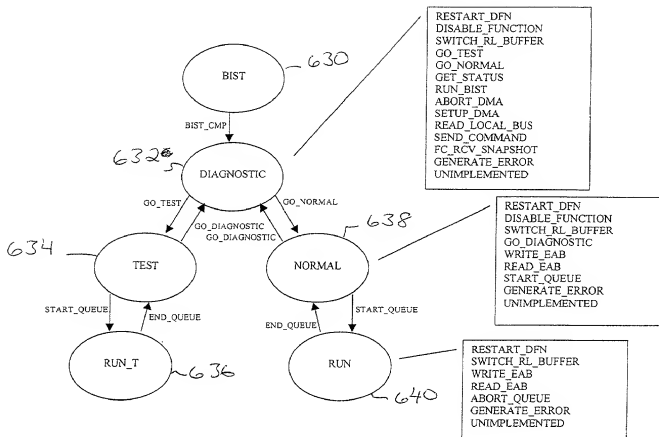 RESTART_DFN
DISABLE_FUNCTION
SWITCH_RL_BUFFER
GO_TEST
GO_NORMAL
GET_STATUS
RUN_BIST
ABORT_DMA
SETUP_DMA
READ_LOCAL_BUS
SEND_COMMAND
FC_RCV_SNAPSHOT
GENERATE_ERROR
UNIMPLEMENTED
BIST
630
BIST_CMP
632
DIAGNOSTIC
GO_TEST
GO_NORMAL
GO_DIAGNOSTIC
GO_DIAGNOSTIC
634
638
TEST
NORMAL
RESTART_DFN
DISABLE_FUNCTION
SWITCH_RL_BUFFER
GO_DIAGNOSTIC
WRITE_EAB
READ_EAB
START_QUEUE
GENERATE_ERROR
UNIMPLEMENTED
START_QUEUE
END_QUEUE
END_QUEUE
START_QUEUE
RUN_T
636
RUN
640
RESTART_DFN
SWITCH_RL_BUFFER
WRITE_EAB
READ_EAB
ABORT_QUEUE
GENERATE_ERROR
UNIMPLEMENTED